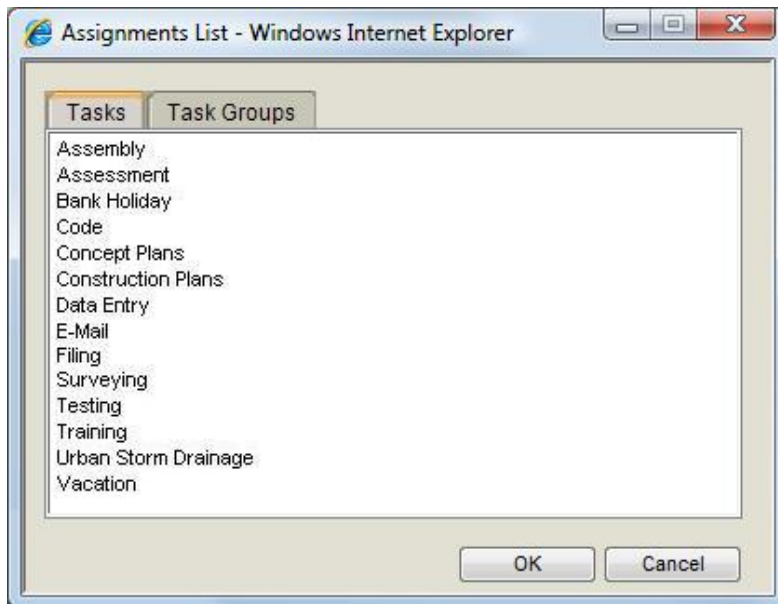 Assignments List - Windows Internet Explorer
Tasks Task Groups
Assembly
Assessment
Bank Holiday
Code
Concept Plans
Construction Plans
Data Entry
E-Mail
Filing
Surveying
Testing
Training
Urban Storm Drainage
Vacation
OK Cancel